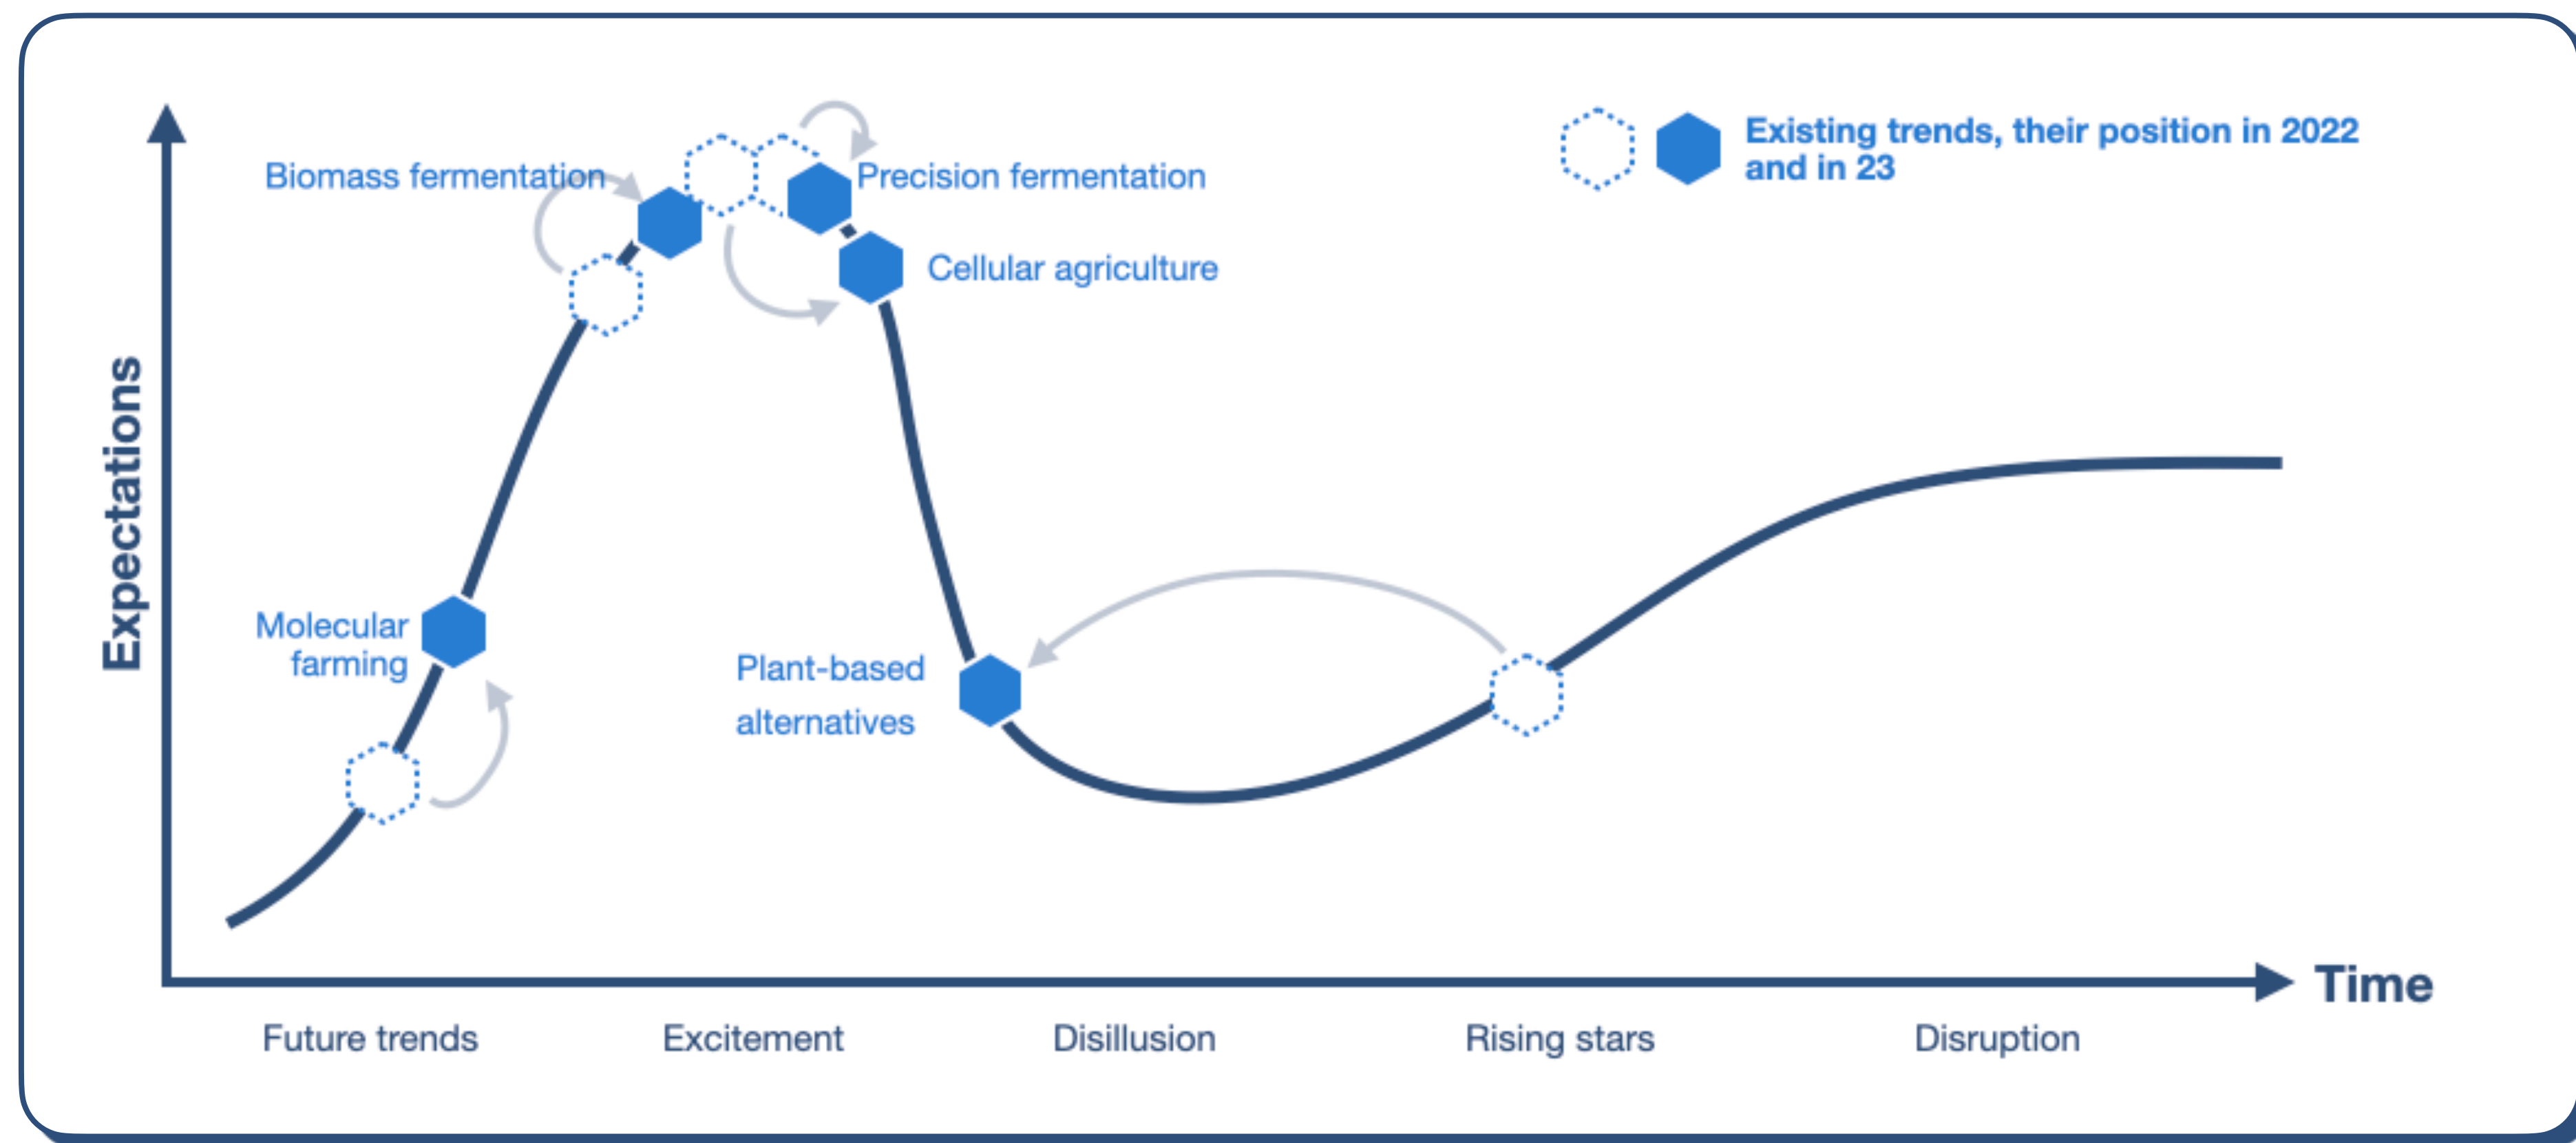 Existing trends, their position in 2022
and in 23
Biomass fermentation
Precision fermentation
Cellular agriculture
Expectations
Molecular
farming
Plant-based
alternatives
Time
Future trends
Excitement
Disillusion
Rising stars
Disruption